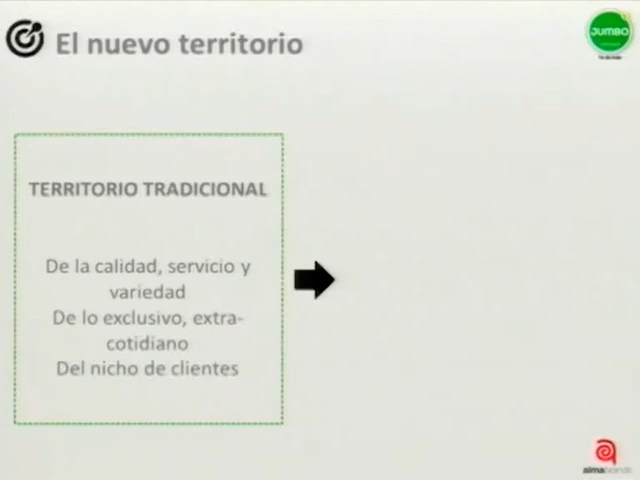 El nuevo territorio
JUMBO
TERRITORIO TRADICIONAL
De la calidad, servicio y
variedad
De lo exclusivo, extra-
cotidiano
Del nicho de clientes
almabrands